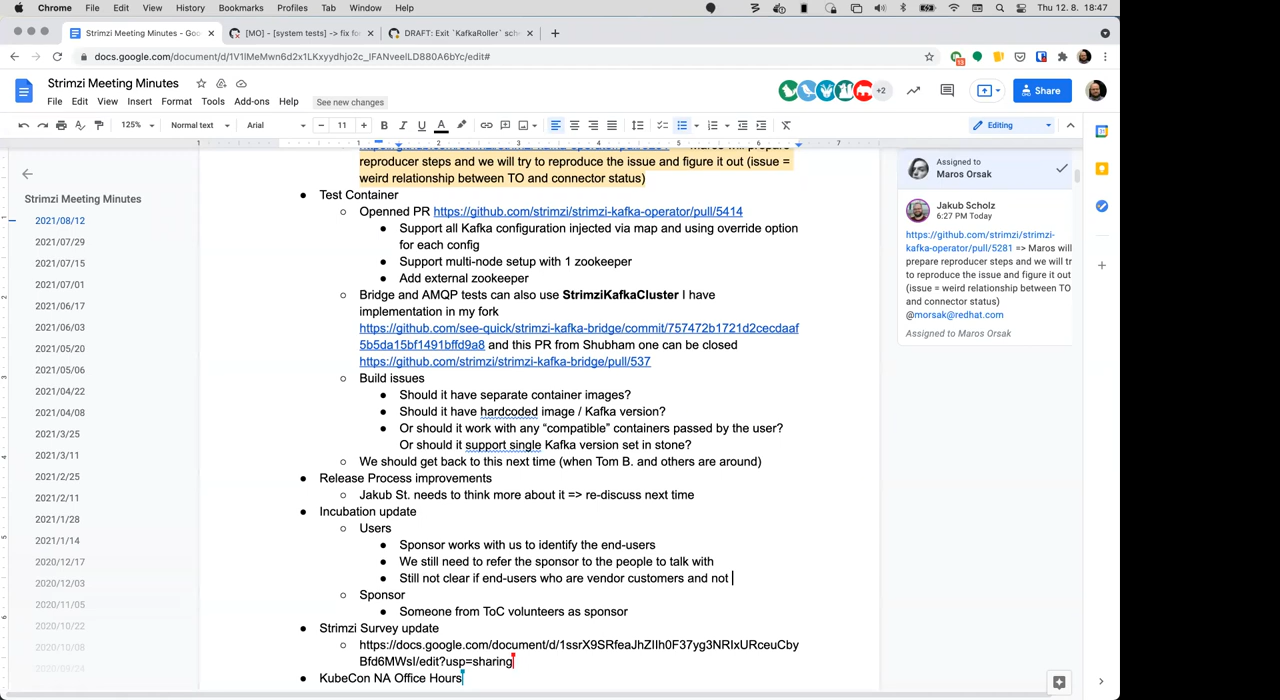 Chrome File Edit View History Bookmarks Profiles Tab Window Help Thu 12. 8. 18:47
Strimzi Meeting Minutes - Goo [MO] - [system tests] -> fix for DRAFT: Exit `KafkaRoller` sch
docs.google.com/document/d/1V1lMeMwn6d2x1LKxyydhjo2c_lFANveelLD880A6bYc/edit#
Strimzi Meeting Minutes
+2
Share
File Edit View Insert Format Tools Add-ons Help See new changes
125% Normal text Arial 11 Editing
1 1 2 3 4 5 6 7
reproducer steps and we will try to reproduce the issue and figure it out (issue =
weird relationship between TO and connector status)
Test Container
Openned PR https://github.com/strimzi/strimzi-kafka-operator/pull/5414
Support all Kafka configuration injected via map and using override option
for each config
Support multi-node setup with 1 zookeeper
Add external zookeeper
Bridge and AMQP tests can also use StrimziKafkaCluster I have
implementation in my fork
https://github.com/see-quick/strimzi-kafka-bridge/commit/757472b1721d2cecdaaf
5b5da15bf1491bffd9a8 and this PR from Shubham one can be closed
https://github.com/strimzi/strimzi-kafka-bridge/pull/537
Build issues
Should it have separate container images?
Should it have hardcoded image / Kafka version?
Or should it work with any “compatible” containers passed by the user?
Or should it support single Kafka version set in stone?
We should get back to this next time (when Tom B. and others are around)
Release Process improvements
Jakub St. needs to think more about it => re-discuss next time
Incubation update
Users
Sponsor works with us to identify the end-users
We still need to refer the sponsor to the people to talk with
Still not clear if end-users who are vendor customers and not
Sponsor
Someone from ToC volunteers as sponsor
Strimzi Survey update
https://docs.google.com/document/d/1ssrX9SRfeaJhZIIh0F37yg3NRIxURceuCby
Bfd6MWsI/edit?usp=sharing
KubeCon NA Office Hours
Strimzi Meeting Minutes
2021/08/12
2021/07/29
2021/07/15
2021/07/01
2021/06/17
2021/06/03
2021/05/20
2021/05/06
2021/04/22
2021/04/08
2021/3/25
2021/3/11
2021/2/25
2021/2/11
2021/1/28
2021/1/14
2020/12/17
2020/12/03
2020/11/05
2020/10/22
2020/10/08
2020/09/24
Assigned to
Maros Orsak
Jakub Scholz
6:27 PM Today
https://github.com/strimzi/strimzi-
kafka-operator/pull/5281 => Maros will
prepare reproducer steps and we will tr
to reproduce the issue and figure it out
(issue = weird relationship between TO
and connector status)
@morsak@redhat.com
Assigned to Maros Orsak